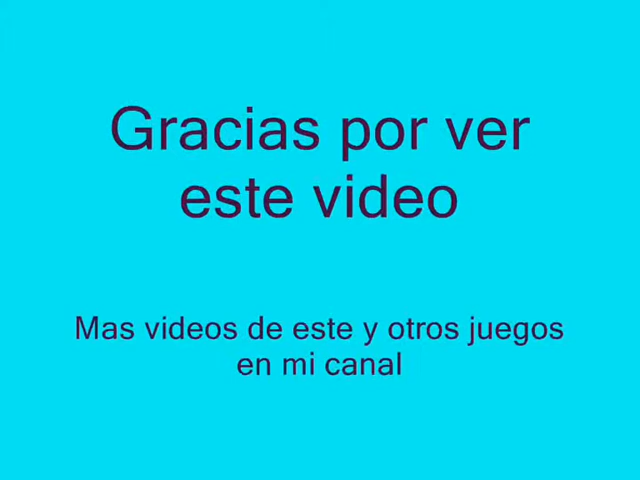 Gracias por ver
este video
Mas videos de este y otros juegos
en mi canal